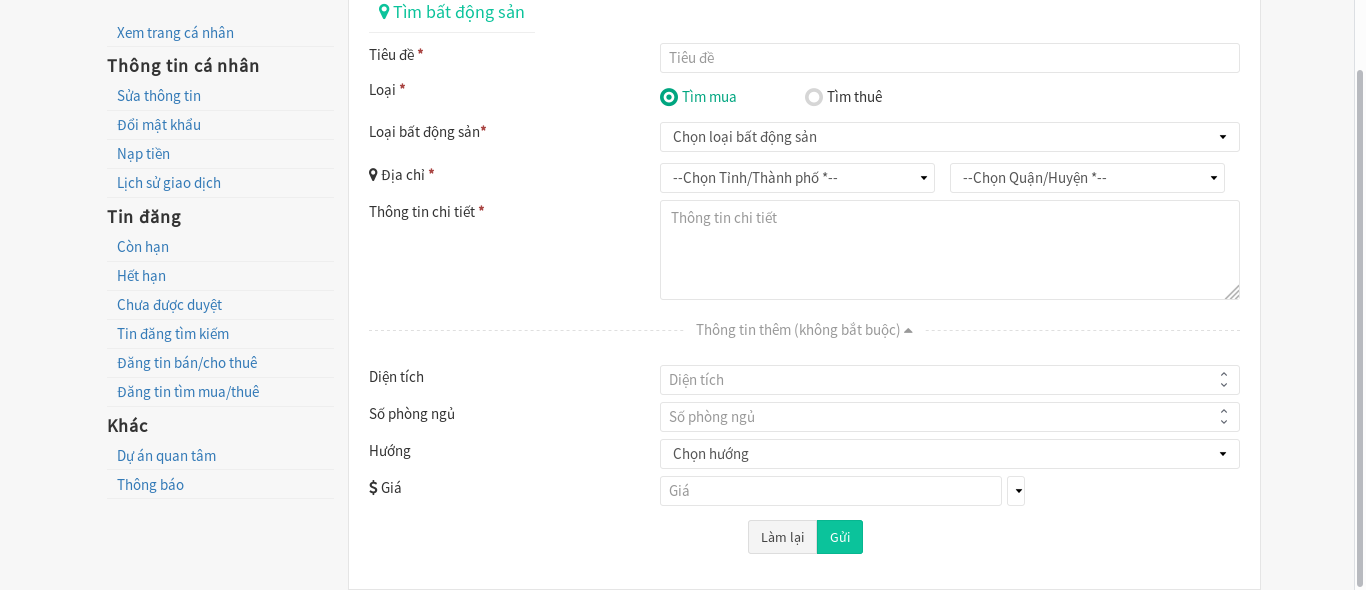 Tìm bất động sản
Xem trang cá nhân
Thông tin cá nhân
Sửa thông tin
Đổi mật khẩu
Nạp tiền
Lịch sử giao dịch
Tin đăng
Còn hạn
Hết hạn
Chưa được duyệt
Tin đăng tìm kiếm
Đăng tin bán/cho thuê
Đăng tin tìm mua/thuê
Khác
Dự án quan tâm
Thông báo
Tiêu đề * Tiêu đề
Loại * Tìm mua Tìm thuê
Loại bất động sản* Chọn loại bất động sản
Địa chỉ * --Chọn Tỉnh/Thành phố *-- --Chọn Quận/Huyện *--
Thông tin chi tiết * Thông tin chi tiết
Thông tin thêm (không bắt buộc)
Diện tích Diện tích
Số phòng ngủ Số phòng ngủ
Hướng Chọn hướng
$ Giá Giá
Làm lại Gửi